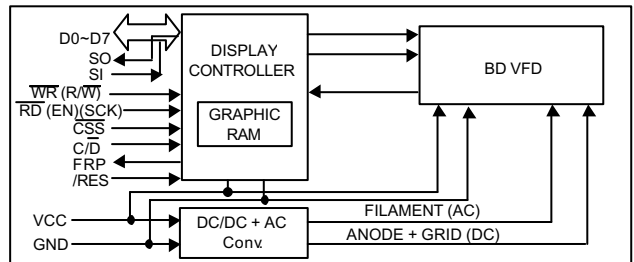 D0~D7
SO
SI
WR (R/W)
RD (EN)(SCK)
CSS
C/D
FRP
/RES
VCC
GND
DISPLAY
CONTROLLER
GRAPHIC
RAM
BD VFD
DC/DC + AC
Conv.
FILAMENT (AC)
ANODE + GRID (DC)